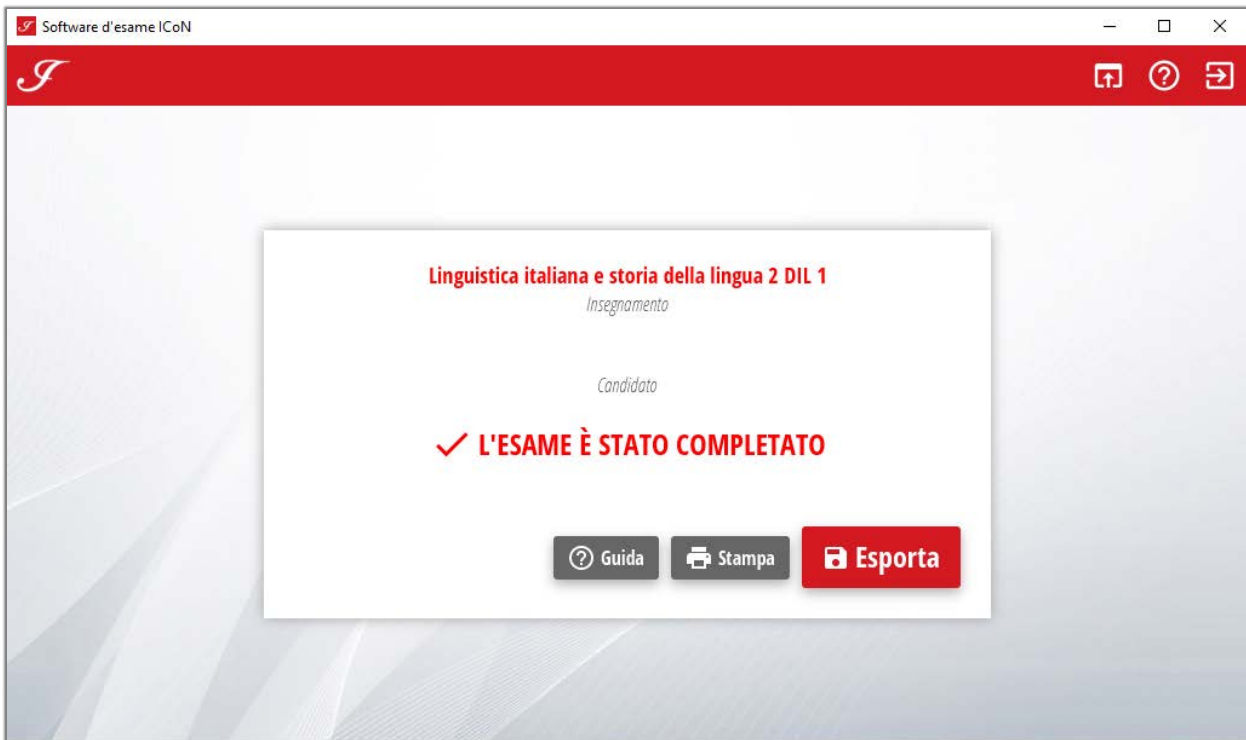 Software d'esame ICoN
Linguistica italiana e storia della lingua 2 DIL 1
Insegnamento
Candidato
L'ESAME È STATO COMPLETATO
Guida Stampa Esporta